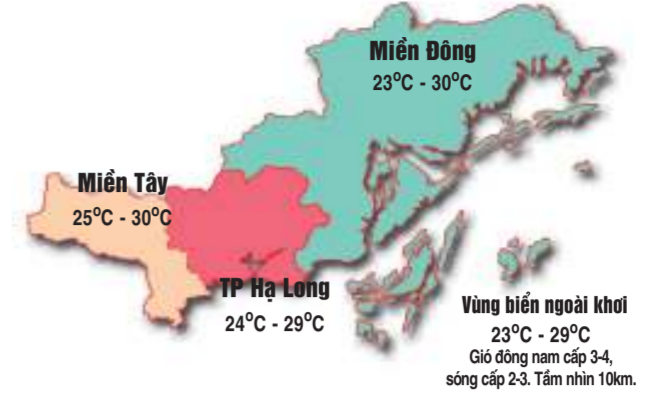 Miền Đông
23°C - 30°C
Miền Tây
25°C - 30°C
TP Hạ Long
24°C - 29°C
Vùng biển ngoài khơi
23°C - 29°C
Gió đông nam cấp 3-4,
sóng cấp 2-3. Tầm nhìn 10km.